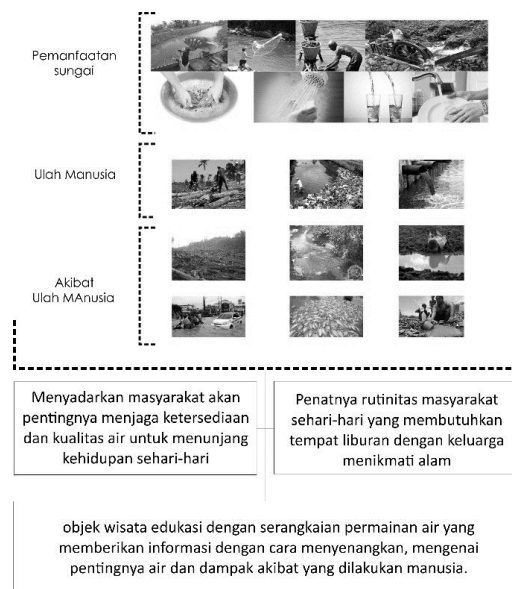 Pemanfaatan
sungai
Ulah Manusia
Akibat
Ulah MAnusia
Menyadarkan masyarakat akan
pentingnya menjaga ketersediaan
dan kualitas air untuk menunjang
kehidupan sehari-hari
Penatnya rutinitas masyarakat
sehari-hari yang membutuhkan
tempat liburan dengan keluarga
menikmati alam
objek wisata edukasi dengan serangkaian permainan air yang
memberikan informasi dengan cara menyenangkan, mengenai
pentingnya air dan dampak akibat yang dilakukan manusia.